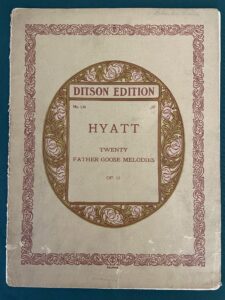 DITSON EDITION
HYATT
TWENTY
FATHER GOOSE MELODIES